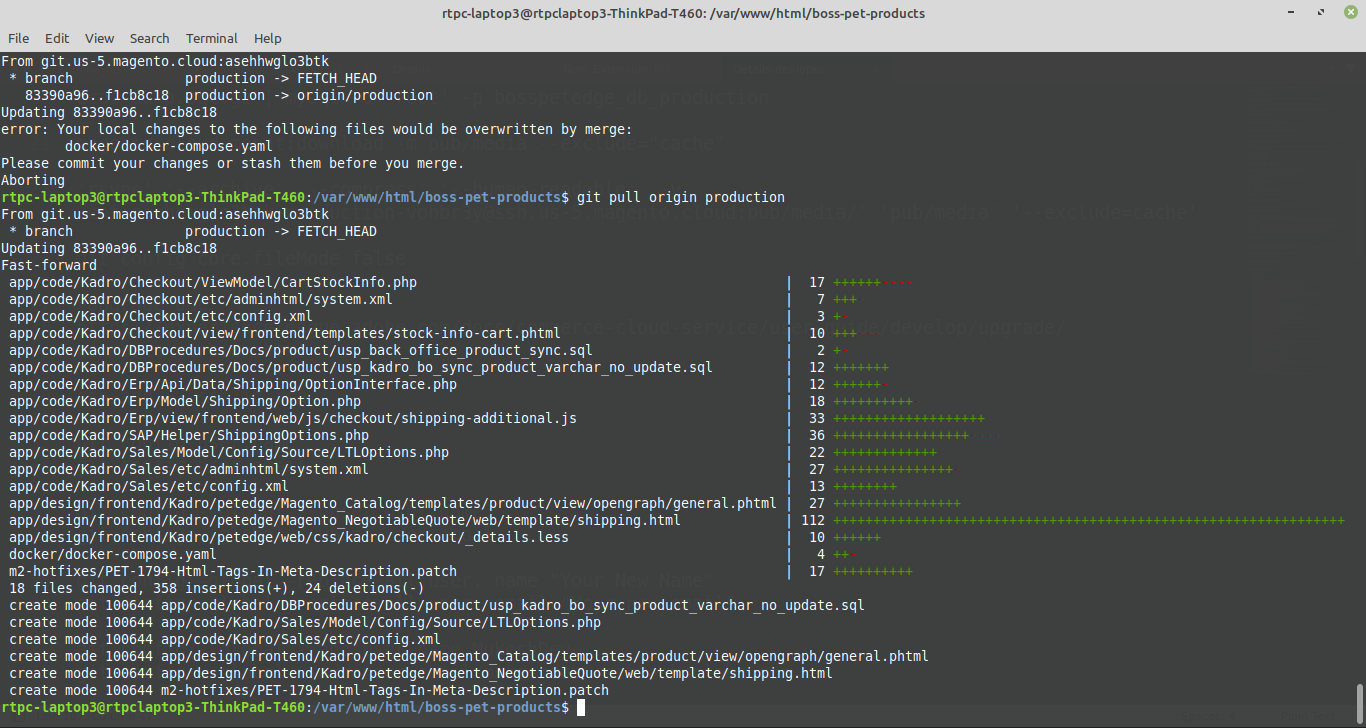 rtpc-laptop3@rtpclaptop3-ThinkPad-T460: /var/www/html/boss-pet-products
File Edit View Search Terminal Help
From git.us-5.magento.cloud:asehhwglo3btk
 * branch            production -> FETCH_HEAD
   83390a96..f1cb8c18  production -> origin/production
Updating 83390a96..f1cb8c18
error: Your local changes to the following files would be overwritten by merge:
        docker/docker-compose.yaml
Please commit your changes or stash them before you merge.
Aborting
rtpc-laptop3@rtpclaptop3-ThinkPad-T460:/var/www/html/boss-pet-products$ git pull origin production
From git.us-5.magento.cloud:asehhwglo3btk
 * branch            production -> FETCH_HEAD
Updating 83390a96..f1cb8c18
Fast-forward
 app/code/Kadro/Checkout/ViewModel/CartStockInfo.php | 17 ++++++----
 app/code/Kadro/Checkout/etc/adminhtml/system.xml | 7 +++
 app/code/Kadro/Checkout/etc/config.xml | 3 +-
 app/code/Kadro/Checkout/view/frontend/templates/stock-info-cart.phtml | 10 +++---
 app/code/Kadro/DBProcedures/Docs/product/usp_back_office_product_sync.sql | 2 +-
 app/code/Kadro/DBProcedures/Docs/product/usp_kadro_bo_sync_product_varchar_no_update.sql | 12 +++++++
 app/code/Kadro/Erp/Api/Data/Shipping/OptionInterface.php | 12 ++++++-
 app/code/Kadro/Erp/Model/Shipping/Option.php | 18 ++++++++++
 app/code/Kadro/Erp/view/frontend/web/js/checkout/shipping-additional.js | 33 +++++++++++++++++++
 app/code/Kadro/SAP/Helper/ShippingOptions.php | 36 +++++++++++++++++----
 app/code/Kadro/Sales/Model/Config/Source/LTLOptions.php | 22 +++++++++++++
 app/code/Kadro/Sales/etc/adminhtml/system.xml | 27 +++++++++++++++
 app/code/Kadro/Sales/etc/config.xml | 13 ++++++++
 app/design/frontend/Kadro/petedge/Magento_Catalog/templates/product/view/opengraph/general.phtml | 27 ++++++++++++++++
 app/design/frontend/Kadro/petedge/Magento_NegotiableQuote/web/template/shipping.html | 112 ++++++++++++++++++++++++++++++++++++++++++++++++++++++++++++++++
 app/design/frontend/Kadro/petedge/web/css/kadro/checkout/_details.less | 10 ++++++
 docker/docker-compose.yaml | 4 ++-
 m2-hotfixes/PET-1794-Html-Tags-In-Meta-Description.patch | 17 ++++++++++
 18 files changed, 358 insertions(+), 24 deletions(-)
 create mode 100644 app/code/Kadro/DBProcedures/Docs/product/usp_kadro_bo_sync_product_varchar_no_update.sql
 create mode 100644 app/code/Kadro/Sales/Model/Config/Source/LTLOptions.php
 create mode 100644 app/code/Kadro/Sales/etc/config.xml
 create mode 100644 app/design/frontend/Kadro/petedge/Magento_Catalog/templates/product/view/opengraph/general.phtml
 create mode 100644 app/design/frontend/Kadro/petedge/Magento_NegotiableQuote/web/template/shipping.html
 create mode 100644 m2-hotfixes/PET-1794-Html-Tags-In-Meta-Description.patch
rtpc-laptop3@rtpclaptop3-ThinkPad-T460:/var/www/html/boss-pet-products$